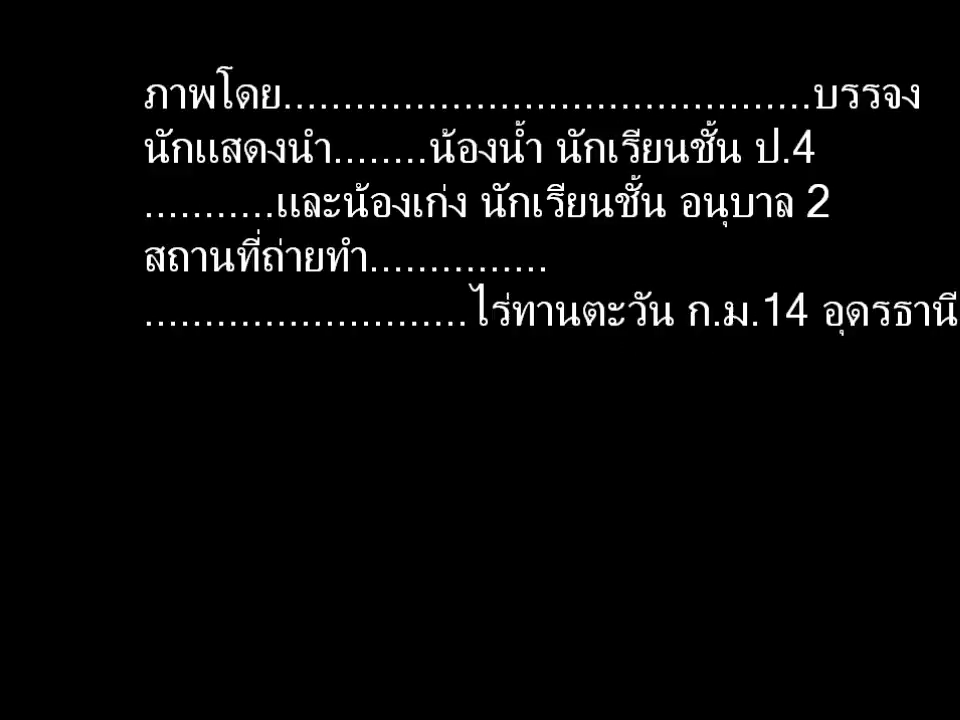 ภาพโดย............................................บรรจง
นักแสดงนำ........น้องน้ำ นักเรียนชั้น ป.4
...........และน้องเก่ง นักเรียนชั้น อนุบาล 2
สถานที่ถ่ายทำ...............
...........................ไร่ทานตะวัน ก.ม.14 อุดรธานี